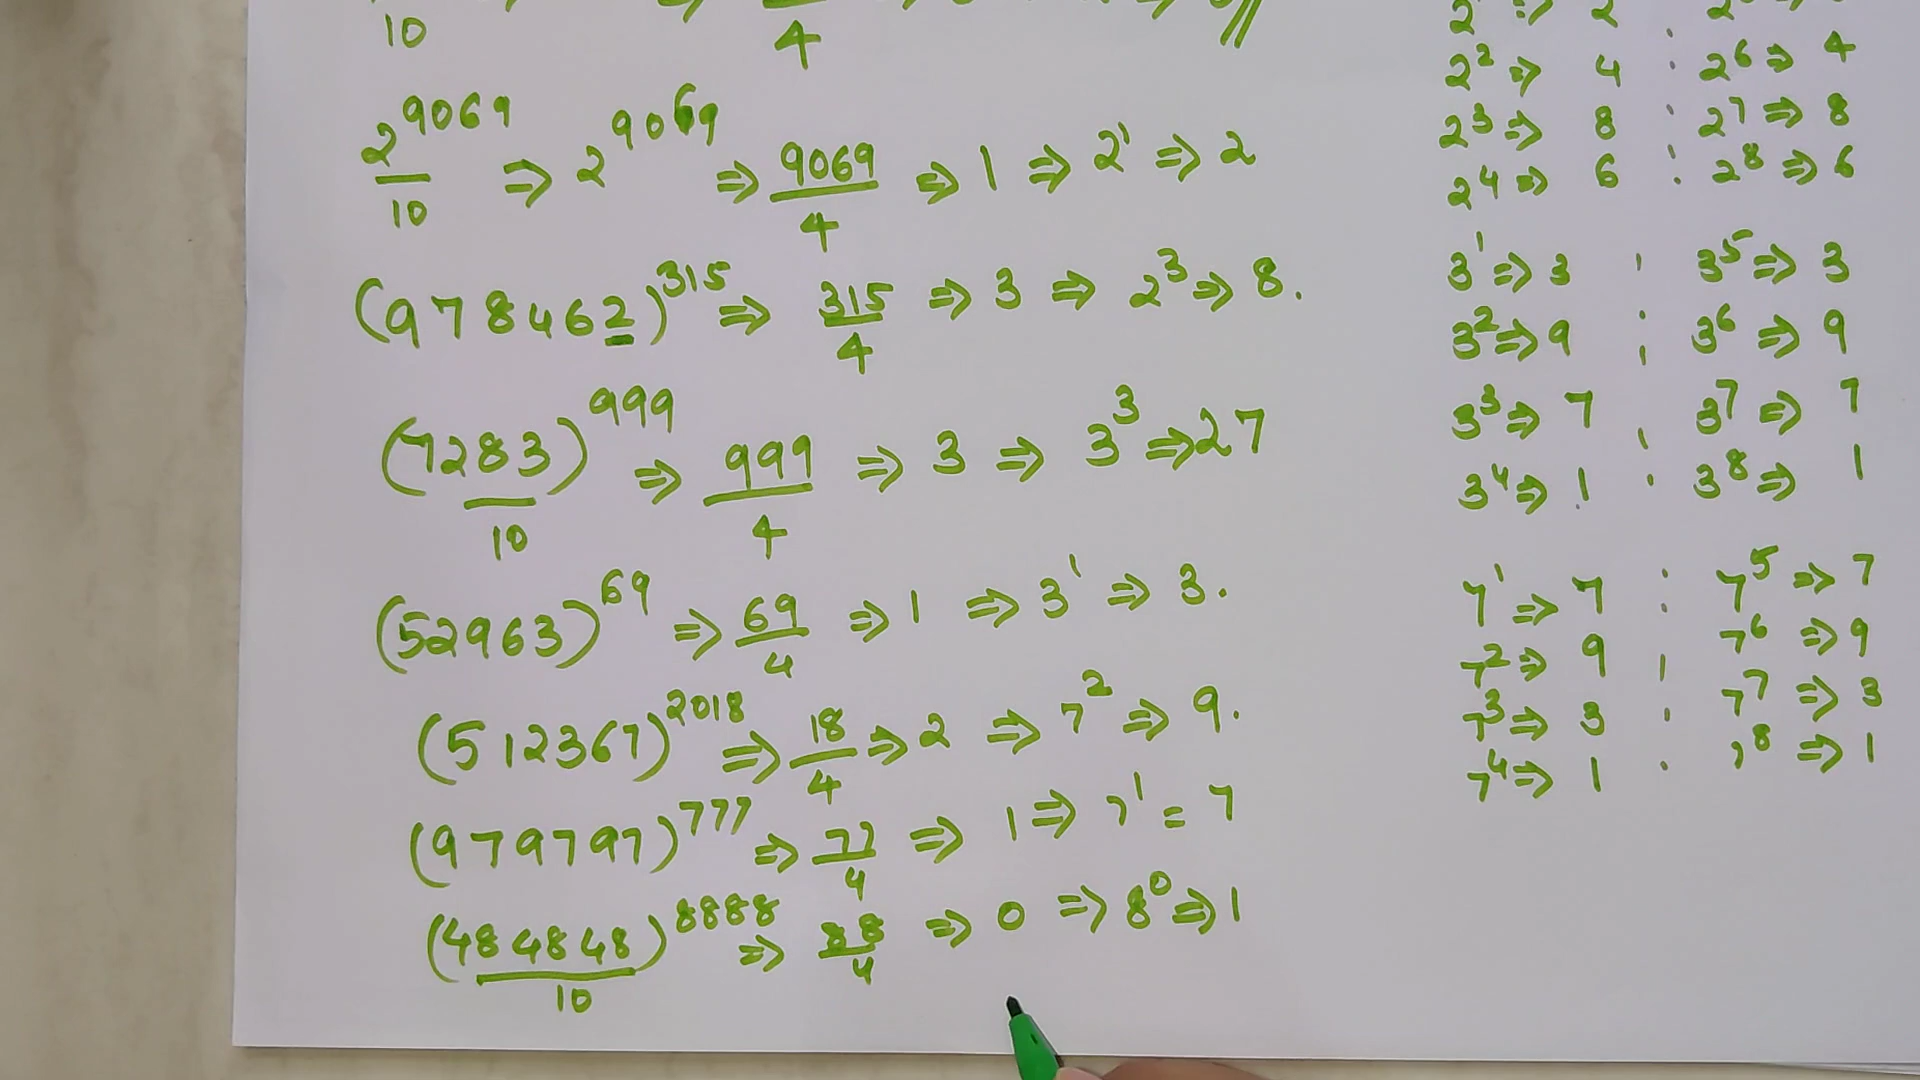 10 4
2^9069/10 ⇒ 2^9069 ⇒ 9069/4 ⇒ 1 ⇒ 2^1 ⇒ 2
(978462)^315 ⇒ 315/4 ⇒ 3 ⇒ 2^3 ⇒ 8.
(7283)^999/10 ⇒ 999/4 ⇒ 3 ⇒ 3^3 ⇒ 27
(52963)^69 ⇒ 69/4 ⇒ 1 ⇒ 3^1 ⇒ 3.
(512367)^2018 ⇒ 18/4 ⇒ 2 ⇒ 7^2 ⇒ 9.
(979797)^777 ⇒ 77/4 ⇒ 1 ⇒ 7^1 = 7
(484848)^8888/10 ⇒ 88/4 ⇒ 0 ⇒ 8^0 ⇒ 1
2^2 ⇒ 4 : 2^6 ⇒ 4
2^3 ⇒ 8 : 2^7 ⇒ 8
2^4 ⇒ 6 : 2^8 ⇒ 6
3^1 ⇒ 3 : 3^5 ⇒ 3
3^2 ⇒ 9 : 3^6 ⇒ 9
3^3 ⇒ 7 : 3^7 ⇒ 7
3^4 ⇒ 1 : 3^8 ⇒ 1
7^1 ⇒ 7 : 7^5 ⇒ 7
7^2 ⇒ 9 : 7^6 ⇒ 9
7^3 ⇒ 3 : 7^7 ⇒ 3
7^4 ⇒ 1 : 7^8 ⇒ 1